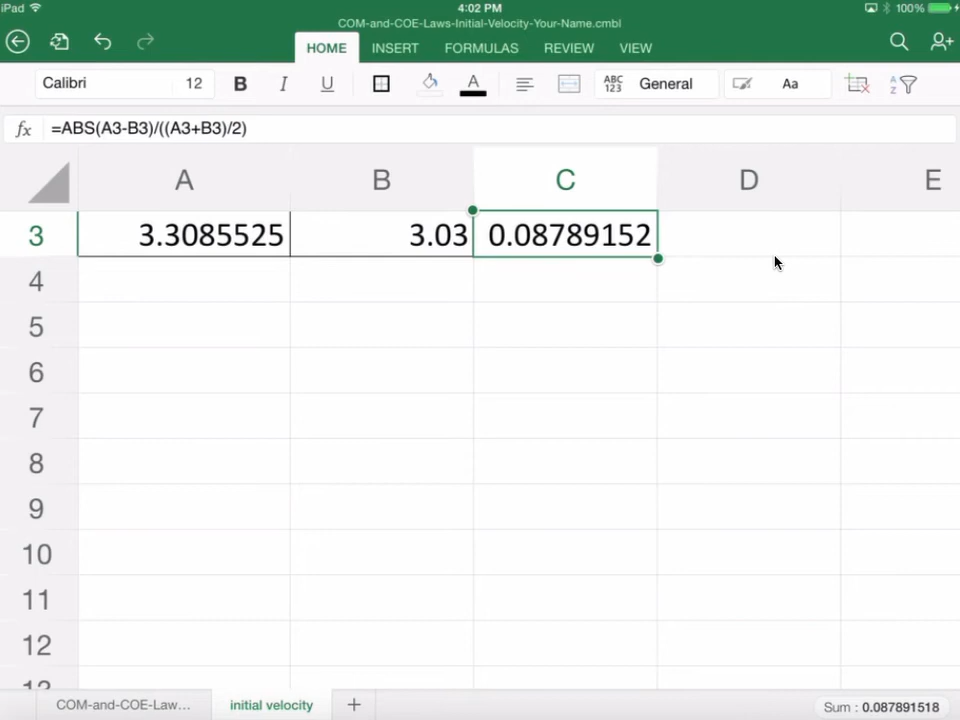 iPad 4:02 PM 100%
COM-and-COE-Laws-Initial-Velocity-Your-Name.cmbl
HOME INSERT FORMULAS REVIEW VIEW
Calibri 12 B I U A ABC 123 General Aa A Z
fx =ABS(A3-B3)/((A3+B3)/2)
A B C D E
3 3.3085525 3.03 0.08789152
4
5
6
7
8
9
10
11
12
13
COM-and-COE-Law... initial velocity + Sum : 0.087891518